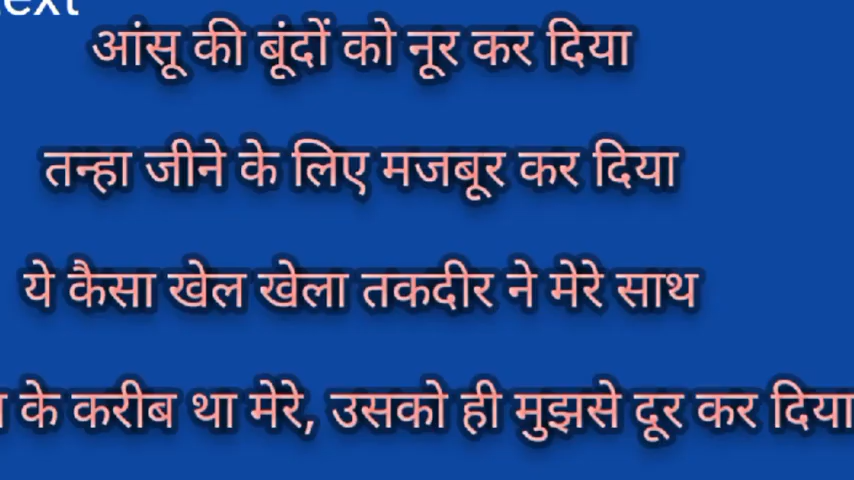 आंसू की बूंदों को नूर कर दिया
तन्हा जीने के लिए मजबूर कर दिया
ये कैसा खेल खेला तकदीर ने मेरे साथ
के करीब था मेरे, उसको ही मुझसे दूर कर दिया